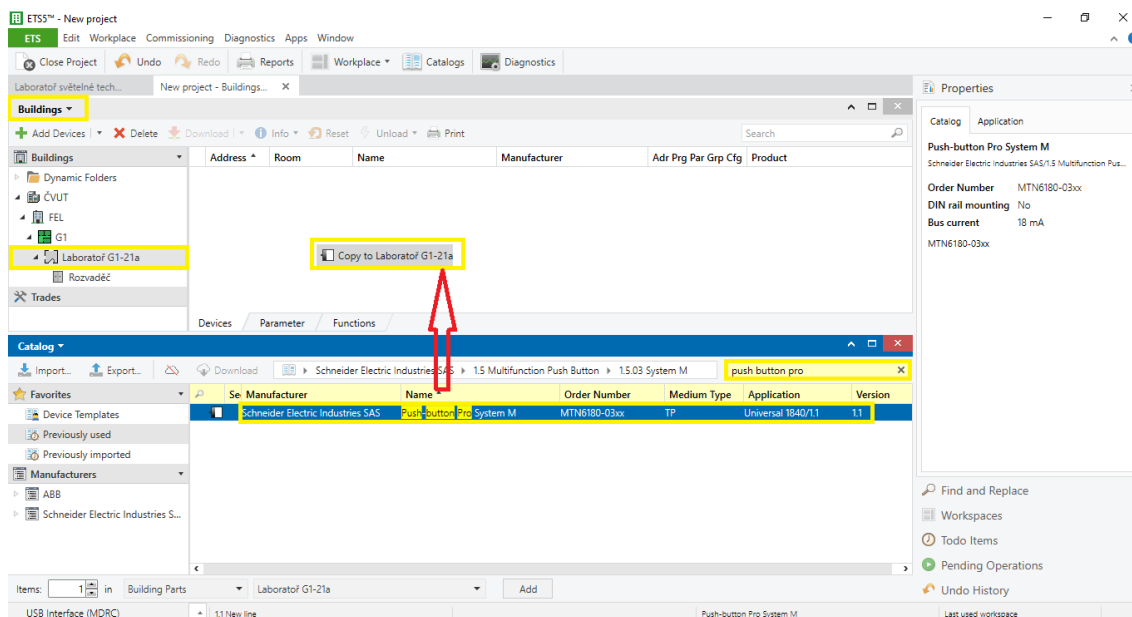 ETS5™ - New project
ETS Edit Workplace Commissioning Diagnostics Apps Window
Close Project Undo Redo Reports Workplace Catalogs Diagnostics
Laboratoř světelné tech... New project - Buildings...
Buildings
Add Devices Delete Download Info Reset Unload Print Search
Buildings Address Room Name Manufacturer Adr Prg Par Grp Cfg Product
Dynamic Folders
ČVUT
FEL
G1
Laboratoř G1-21a
Rozvaděč
Trades
Copy to Laboratoř G1-21a
Devices Parameter Functions
Catalog
Import... Export... Download Schneider Electric Industries SAS 1.5 Multifunction Push Button 1.5.03 System M push button pro
Favorites Se Manufacturer Name Order Number Medium Type Application Version
Device Templates Schneider Electric Industries SAS Push-button Pro System M MTN6180-03xx TP Universal 1840/1.1 1.1
Previously used
Previously imported
Manufacturers
ABB
Schneider Electric Industries S...
Items: 1 in Building Parts Laboratoř G1-21a Add
USB Interface (MDRC) 1.1 New line Push-button Pro System M Last used workspace
Properties
Catalog Application
Push-button Pro System M
Schneider Electric Industries SAS/1.5 Multifunction Pus...
Order Number MTN6180-03xx
DIN rail mounting No
Bus current 18 mA
MTN6180-03xx
Find and Replace
Workspaces
Todo Items
Pending Operations
Undo History